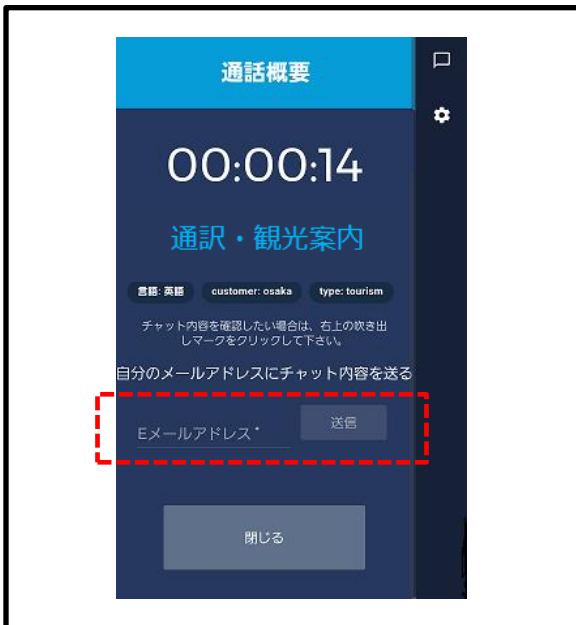 通話概要
00:00:14
通訳・観光案内
言語: 英語 customer: osaka type: tourism
チャット内容を確認したい場合は、右上の吹き出
しマークをクリックして下さい。
自分のメールアドレスにチャット内容を送る
Eメールアドレス * 送信
閉じる